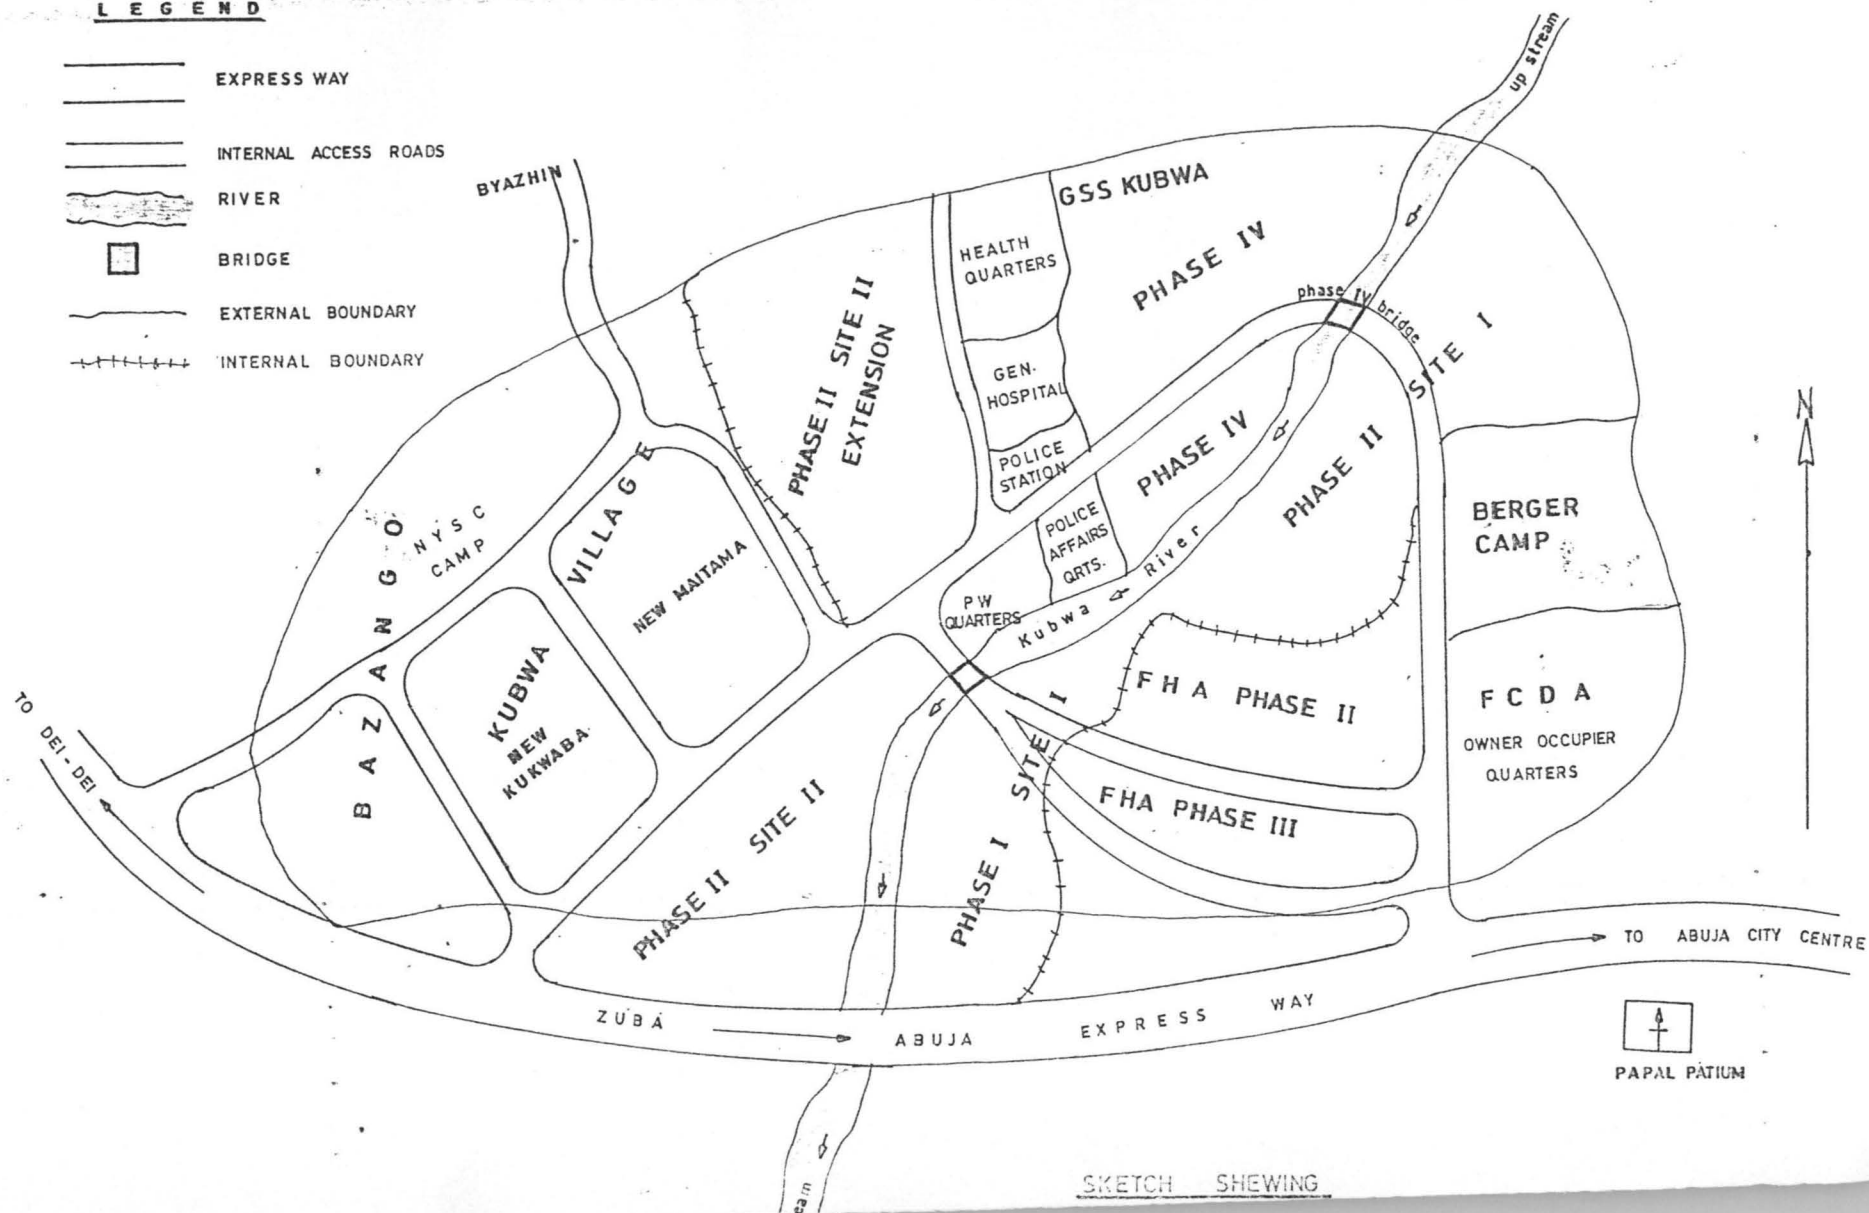 LEGEND
EXPRESS WAY
INTERNAL ACCESS ROADS
RIVER
BRIDGE
EXTERNAL BOUNDARY
INTERNAL BOUNDARY
BYAZHIN
up stream
GSS KUBWA
HEALTH
QUARTERS
PHASE IV
phase IV bridge
SITE I
PHASE II SITE II
EXTENSION
GEN.
HOSPITAL
POLICE
STATION
PHASE IV
PHASE II
N
BERGER
CAMP
NYSC
CAMP
BAZANGO
VILLAGE
NEW MAITAMA
POLICE
AFFAIRS
QRTS.
PW
QUARTERS
Kubwa River
KUBWA
NEW
KUKWABA
FHA PHASE II
FCDA
OWNER OCCUPIER
QUARTERS
TO DEI-DEI
SITE I
FHA PHASE III
PHASE II SITE II
PHASE I
TO ABUJA CITY CENTRE
ZUBA
ABUJA EXPRESS WAY
PAPAL PATIUM
SKETCH SHEWING